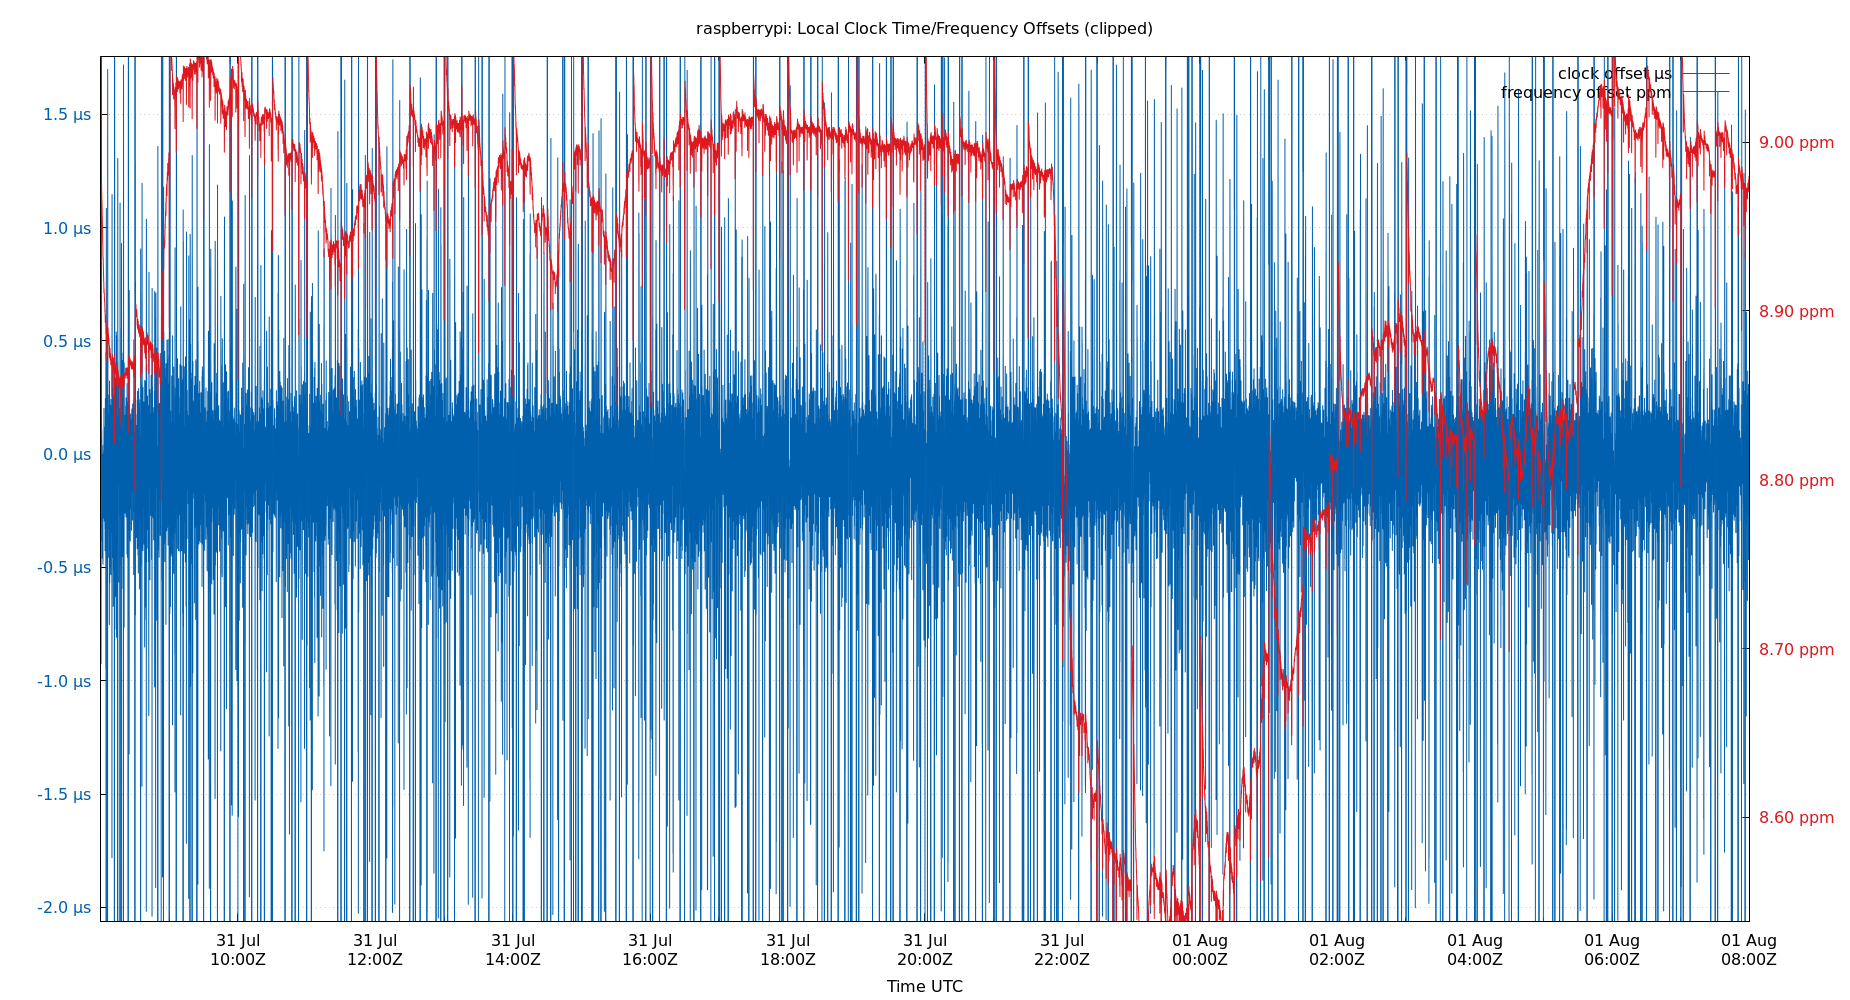 raspberrypi: Local Clock Time/Frequency Offsets (clipped)
clock offset µs
frequency offset ppm
1.5 µs
1.0 µs
0.5 µs
0.0 µs
-0.5 µs
-1.0 µs
-1.5 µs
-2.0 µs
9.00 ppm
8.90 ppm
8.80 ppm
8.70 ppm
8.60 ppm
31 Jul
10:00Z
31 Jul
12:00Z
31 Jul
14:00Z
31 Jul
16:00Z
31 Jul
18:00Z
31 Jul
20:00Z
31 Jul
22:00Z
01 Aug
00:00Z
01 Aug
02:00Z
01 Aug
04:00Z
01 Aug
06:00Z
01 Aug
08:00Z
Time UTC